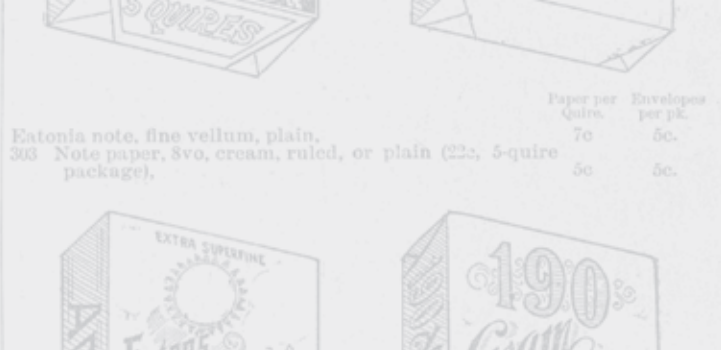 5 QUIRES
Paper per Envelopes
Quire. per pk.
Eatonia note, fine vellum, plain, 7c 5c.
303 Note paper, 8vo, cream, ruled, or plain (22c, 5-quire
package), 5c 5c.
EXTRA SUPERFINE
190
Cream